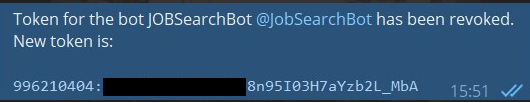 Token for the bot JOBSearchBot @JobSearchBot has been revoked.
New token is:
996210404: 8n95I03H7aYzb2L_MbA
15:51